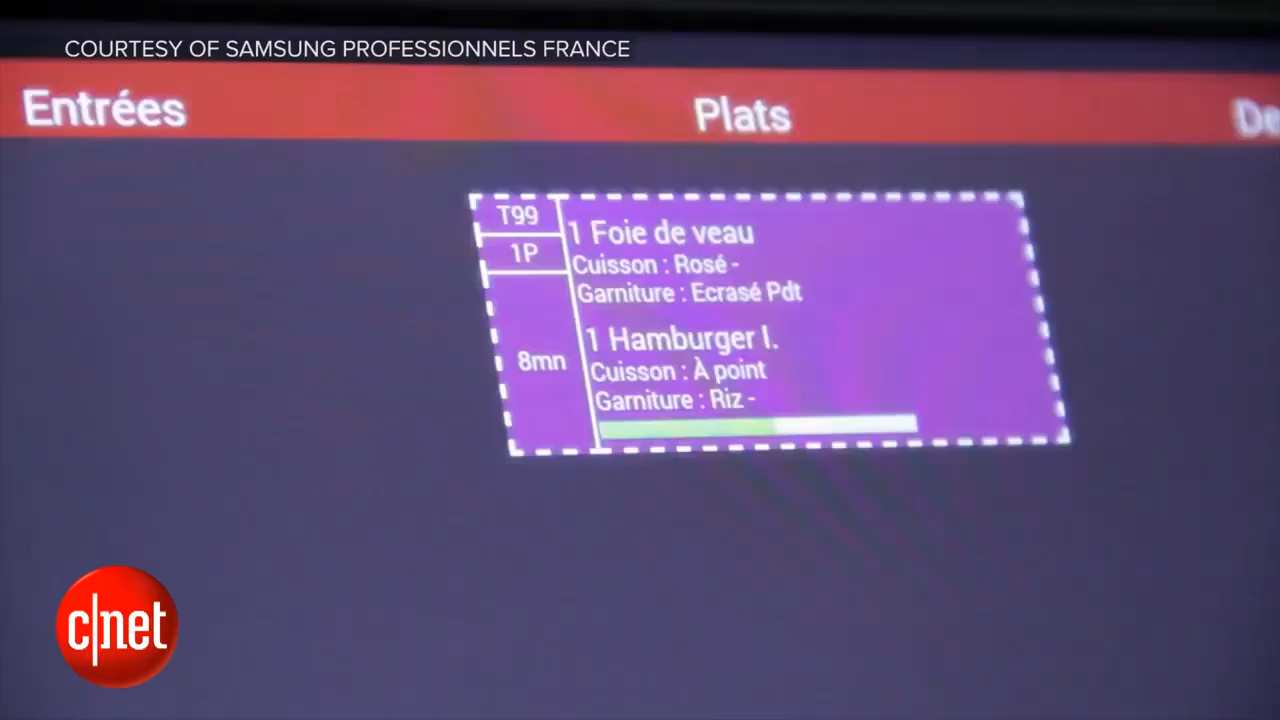 COURTESY OF SAMSUNG PROFESSIONNELS FRANCE
Entrées
Plats
De
T99
1P
8mn
1 Foie de veau
Cuisson : Rosé -
Garniture : Ecrasé Pdt
1 Hamburger l.
Cuisson : À point
Garniture : Riz -
c|net